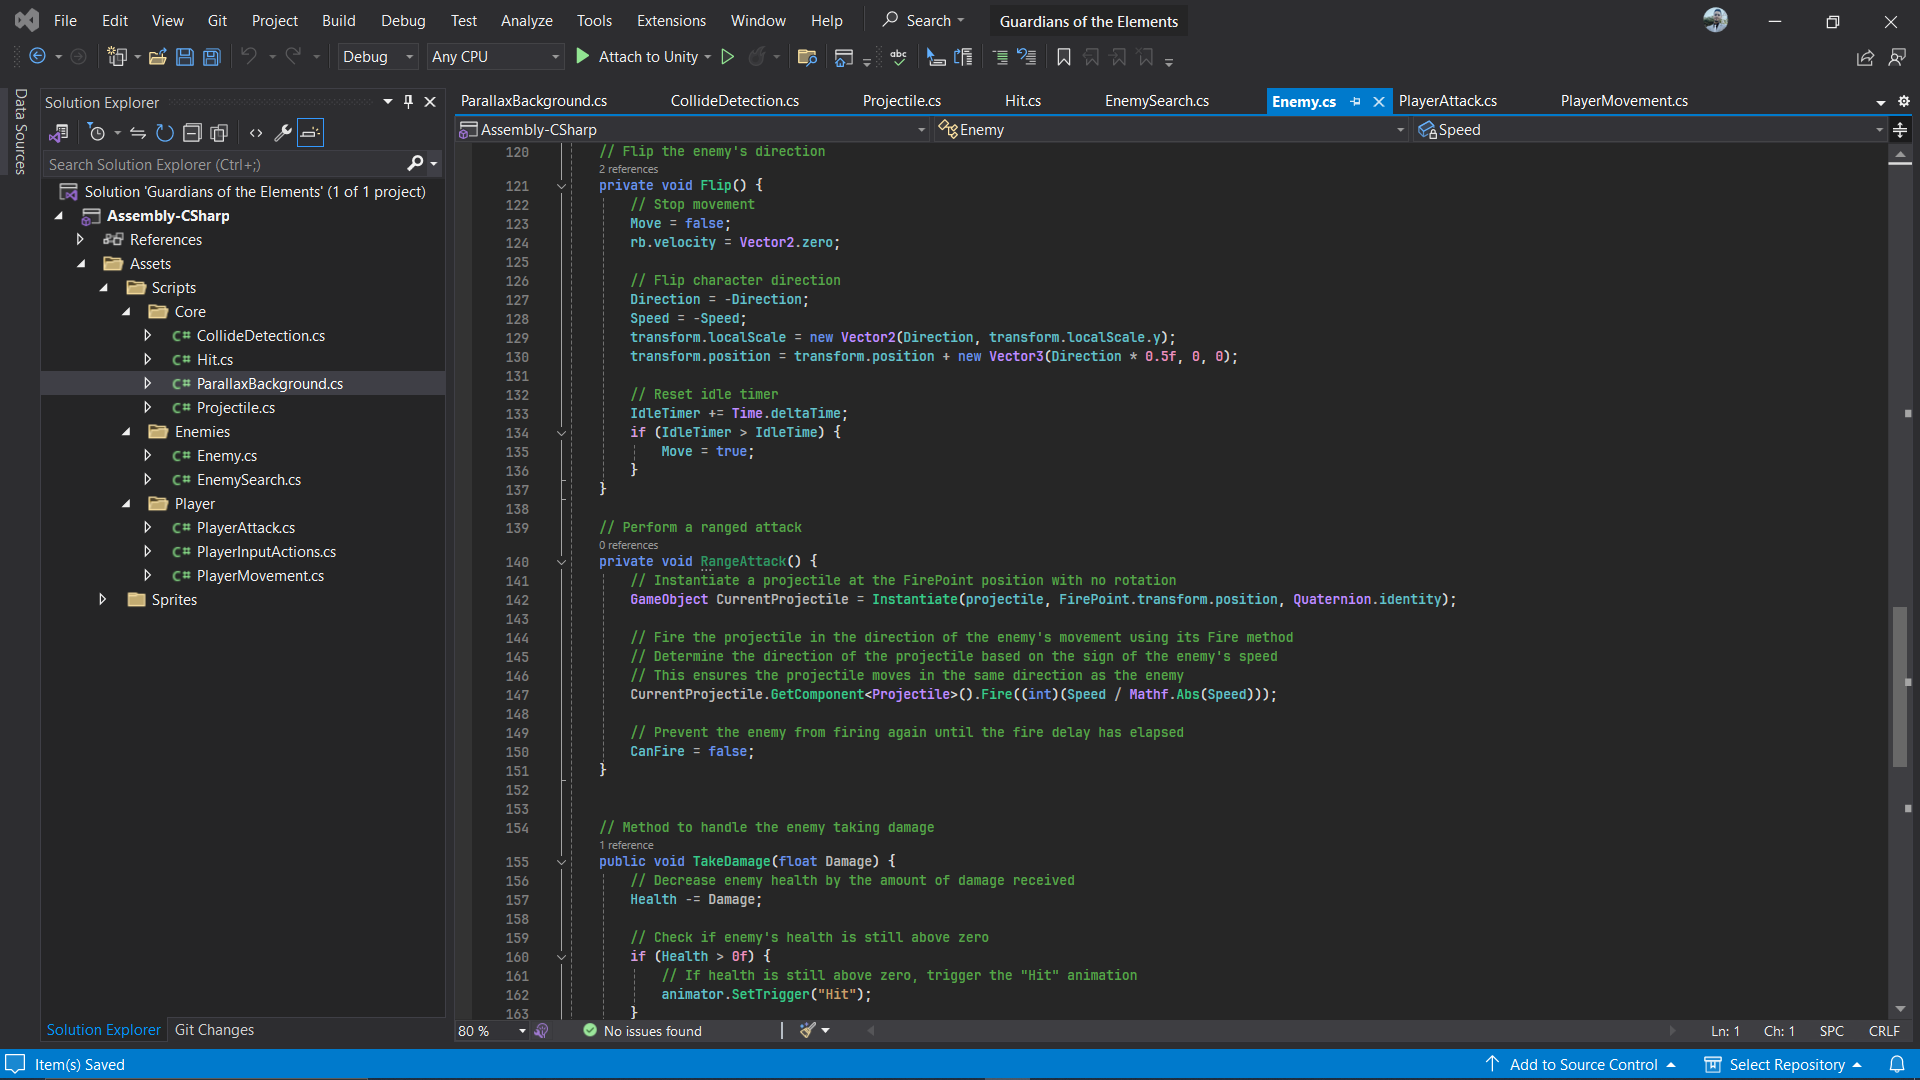 File Edit View Git Project Build Debug Test Analyze Tools Extensions Window Help Search Guardians of the Elements
Debug Any CPU Attach to Unity
Data Sources
Solution Explorer
Search Solution Explorer (Ctrl+;)
Solution 'Guardians of the Elements' (1 of 1 project)
Assembly-CSharp
References
Assets
Scripts
Core
C# CollideDetection.cs
C# Hit.cs
C# ParallaxBackground.cs
C# Projectile.cs
Enemies
C# Enemy.cs
C# EnemySearch.cs
Player
C# PlayerAttack.cs
C# PlayerInputActions.cs
C# PlayerMovement.cs
Sprites
Solution Explorer Git Changes
ParallaxBackground.cs CollideDetection.cs Projectile.cs Hit.cs EnemySearch.cs Enemy.cs PlayerAttack.cs PlayerMovement.cs
Assembly-CSharp Enemy Speed
120 // Flip the enemy's direction
2 references
121 private void Flip() {
122 // Stop movement
123 Move = false;
124 rb.velocity = Vector2.zero;
125
126 // Flip character direction
127 Direction = -Direction;
128 Speed = -Speed;
129 transform.localScale = new Vector2(Direction, transform.localScale.y);
130 transform.position = transform.position + new Vector3(Direction * 0.5f, 0, 0);
131
132 // Reset idle timer
133 IdleTimer += Time.deltaTime;
134 if (IdleTimer > IdleTime) {
135 Move = true;
136 }
137 }
138
139 // Perform a ranged attack
0 references
140 private void RangeAttack() {
141 // Instantiate a projectile at the FirePoint position with no rotation
142 GameObject CurrentProjectile = Instantiate(projectile, FirePoint.transform.position, Quaternion.identity);
143
144 // Fire the projectile in the direction of the enemy's movement using its Fire method
145 // Determine the direction of the projectile based on the sign of the enemy's speed
146 // This ensures the projectile moves in the same direction as the enemy
147 CurrentProjectile.GetComponent<Projectile>().Fire((int)(Speed / Mathf.Abs(Speed)));
148
149 // Prevent the enemy from firing again until the fire delay has elapsed
150 CanFire = false;
151 }
152
153
154 // Method to handle the enemy taking damage
1 reference
155 public void TakeDamage(float Damage) {
156 // Decrease enemy health by the amount of damage received
157 Health -= Damage;
158
159 // Check if enemy's health is still above zero
160 if (Health > 0f) {
161 // If health is still above zero, trigger the "Hit" animation
162 animator.SetTrigger("Hit");
163 }
80 % No issues found Ln: 1 Ch: 1 SPC CRLF
Item(s) Saved Add to Source Control Select Repository